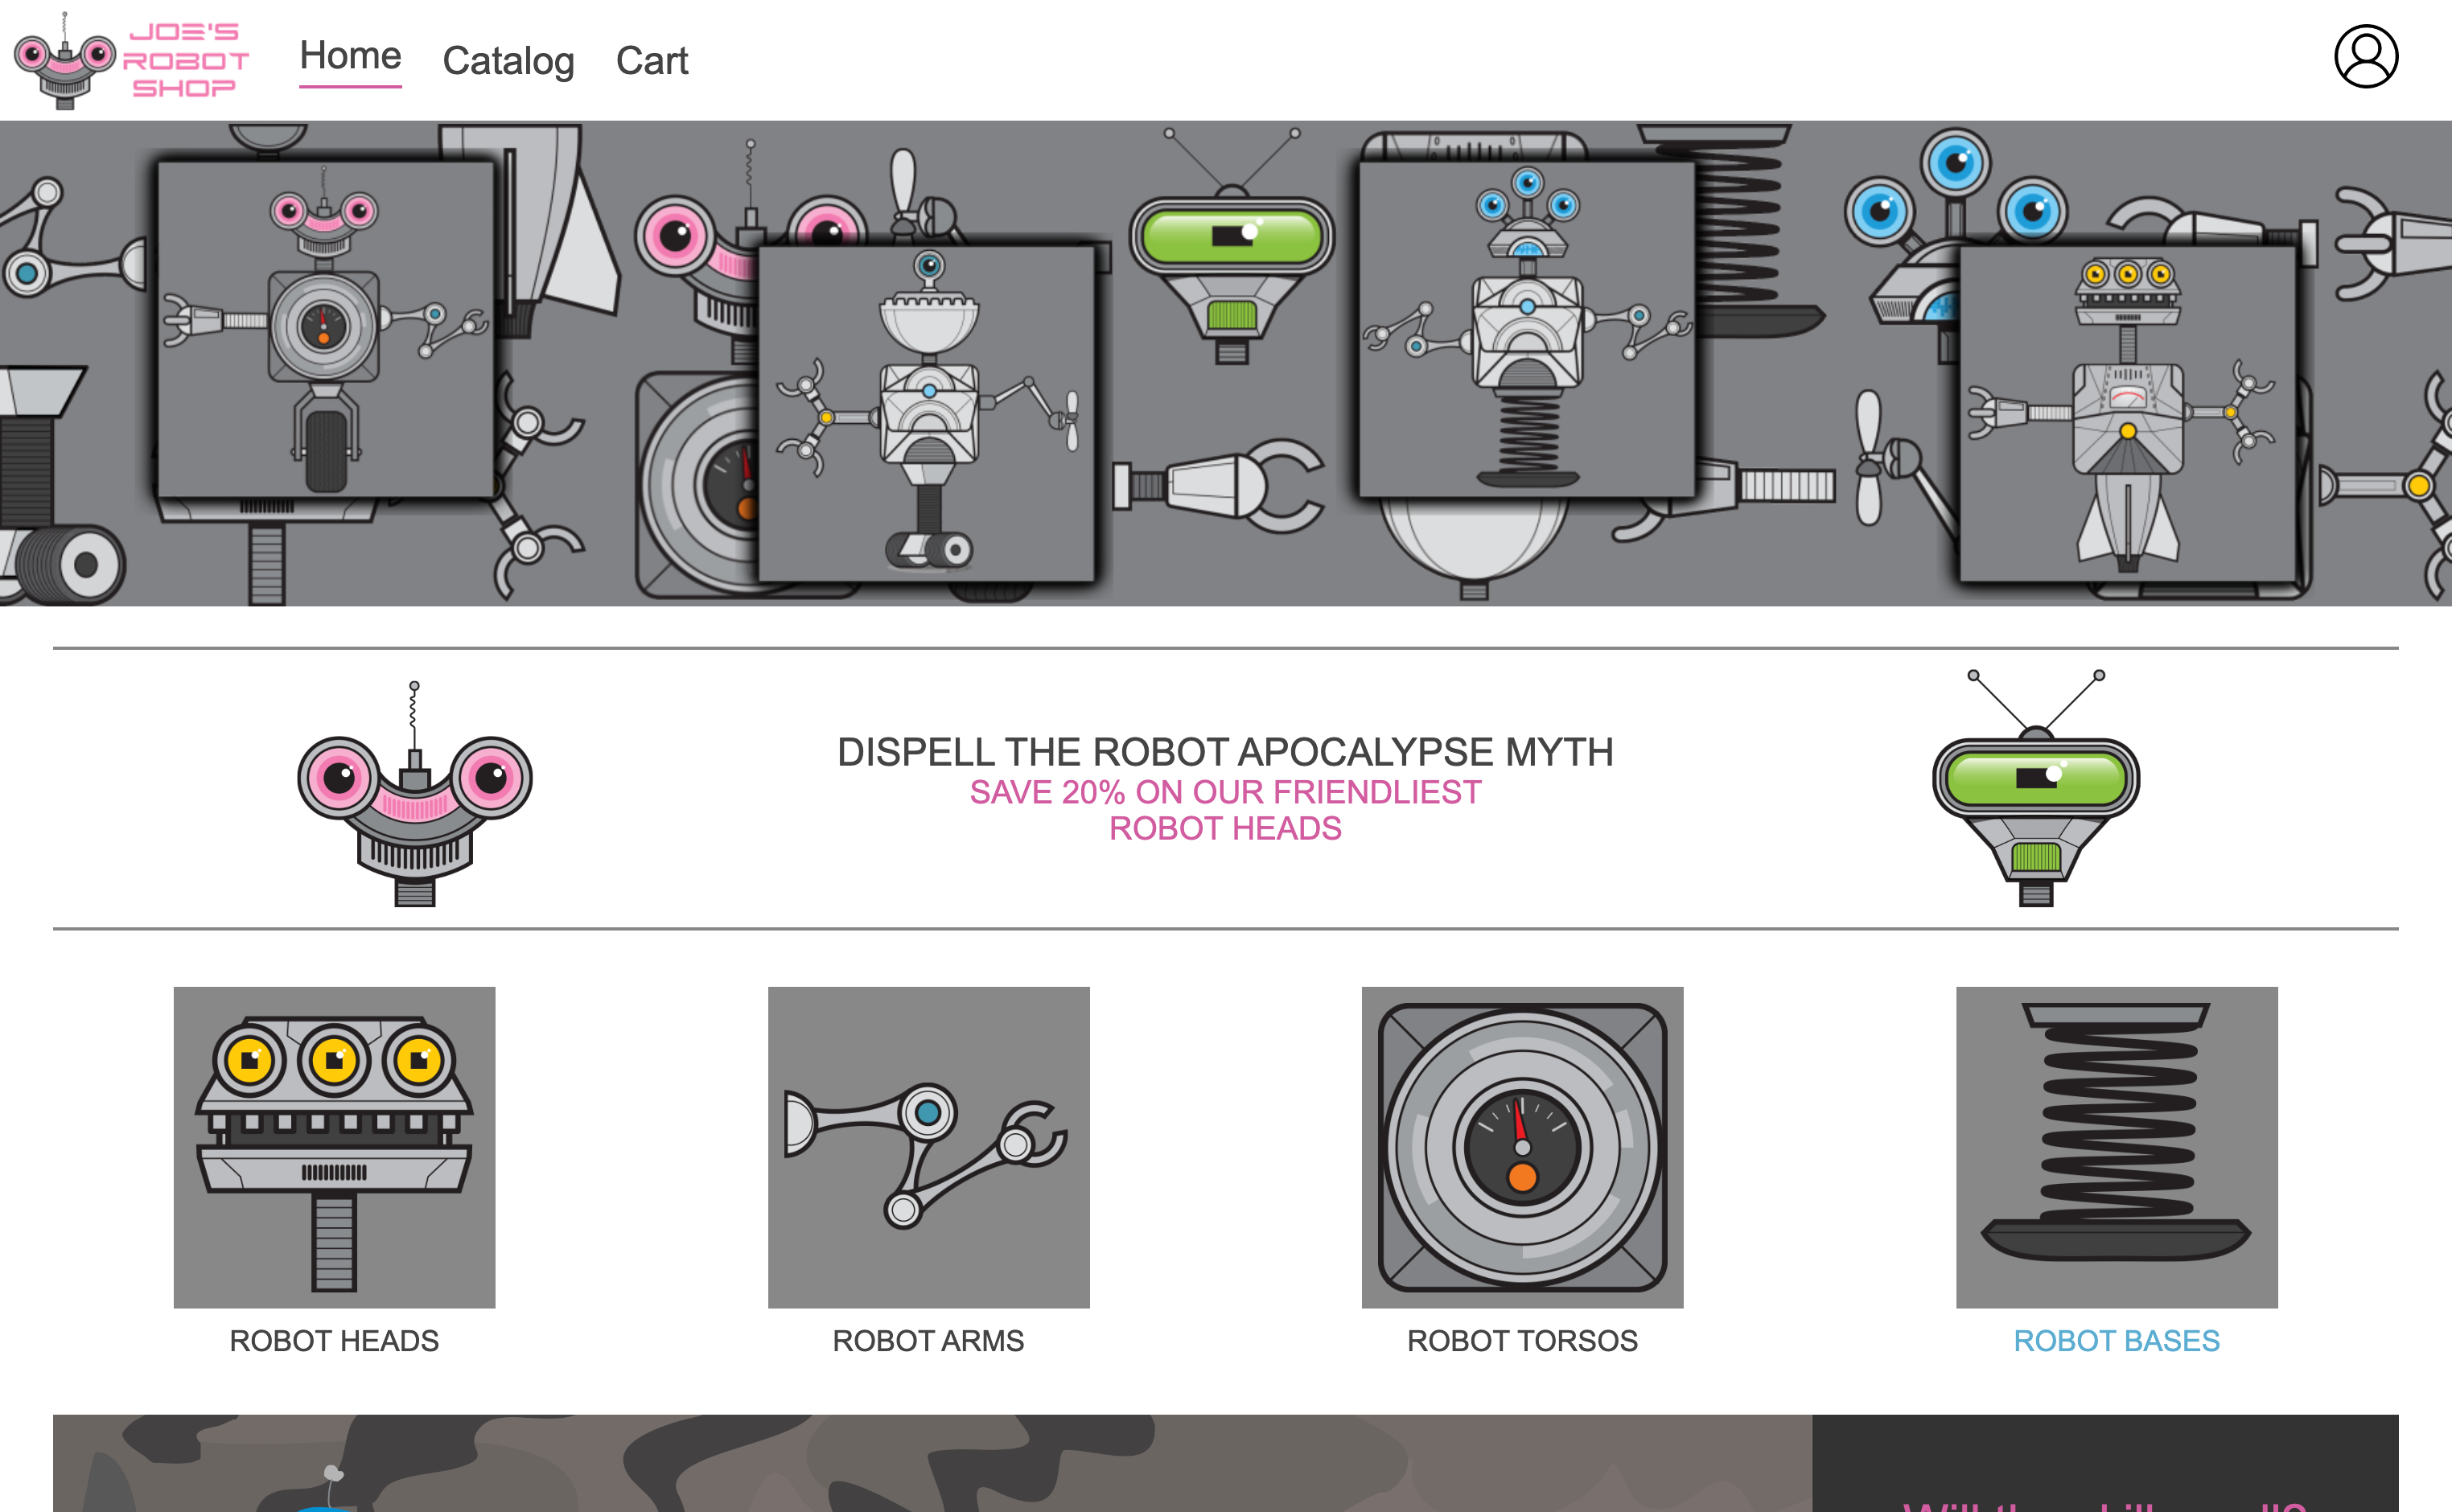 JOE'S
ROBOT
SHOP
Home Catalog Cart
DISPELL THE ROBOT APOCALYPSE MYTH
SAVE 20% ON OUR FRIENDLIEST
ROBOT HEADS
ROBOT HEADS
ROBOT ARMS
ROBOT TORSOS
ROBOT BASES